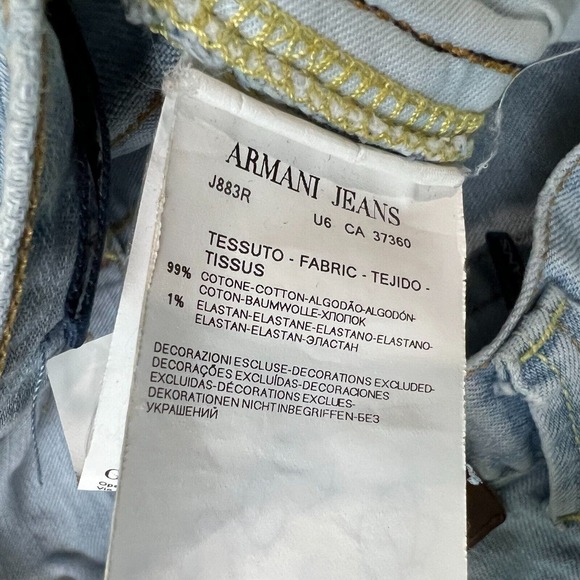 ARMANI JEANS
J883R U6 CA 37360
TESSUTO - FABRIC - TEJIDO -
TISSUS
99% COTONE-COTTON-ALGODÃO-ALGODÓN-
COTON-BAUMWOLLE-ХЛОПОК
1% ELASTAN-ELASTANE-ELASTANO-ELASTANO-
ELASTAN-ELASTAN-ЭЛАСТАН
DECORAZIONI ESCLUSE-DECORATIONS EXCLUDED-
DECORAÇÕES EXCLUÍDAS-DECORACIONES
EXCLUIDAS-DÉCORATIONS EXCLUES-
DEKORATIONEN NICHT INBEGRIFFEN-БЕЗ
УКРАШЕНИЙ